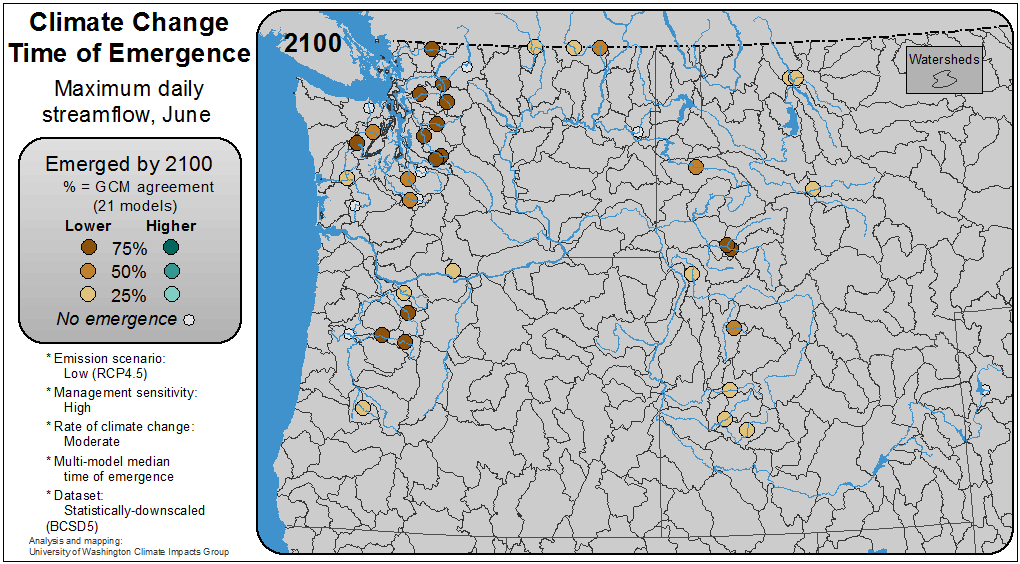 Climate Change
Time of Emergence
Maximum daily
streamflow, June
Emerged by 2100
% = GCM agreement
(21 models)
Lower Higher
75%
50%
25%
No emergence
* Emission scenario:
Low (RCP4.5)
* Management sensitivity:
High
* Rate of climate change:
Moderate
* Multi-model median
time of emergence
* Dataset:
Statistically-downscaled
(BCSD5)
Analysis and mapping:
University of Washington Climate Impacts Group
2100
Watersheds